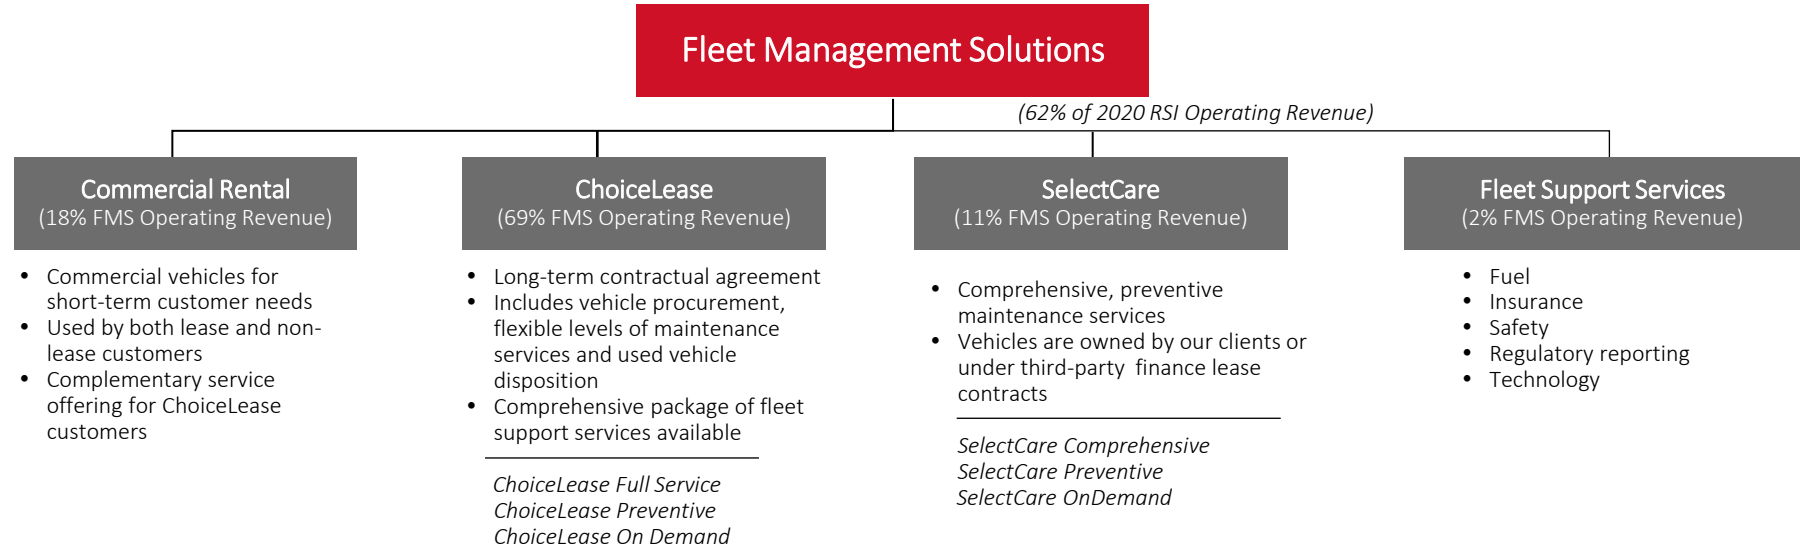 Fleet Management Solutions
(62% of 2020 RSI Operating Revenue)
Commercial Rental
(18% FMS Operating Revenue)
• Commercial vehicles for
short-term customer needs
• Used by both lease and non-
lease customers
• Complementary service
offering for ChoiceLease
customers
ChoiceLease
(69% FMS Operating Revenue)
• Long-term contractual agreement
• Includes vehicle procurement,
flexible levels of maintenance
services and used vehicle
disposition
• Comprehensive package of fleet
support services available
ChoiceLease Full Service
ChoiceLease Preventive
ChoiceLease On Demand
SelectCare
(11% FMS Operating Revenue)
• Comprehensive, preventive
maintenance services
• Vehicles are owned by our clients or
under third-party finance lease
contracts
SelectCare Comprehensive
SelectCare Preventive
SelectCare OnDemand
Fleet Support Services
(2% FMS Operating Revenue)
• Fuel
• Insurance
• Safety
• Regulatory reporting
• Technology